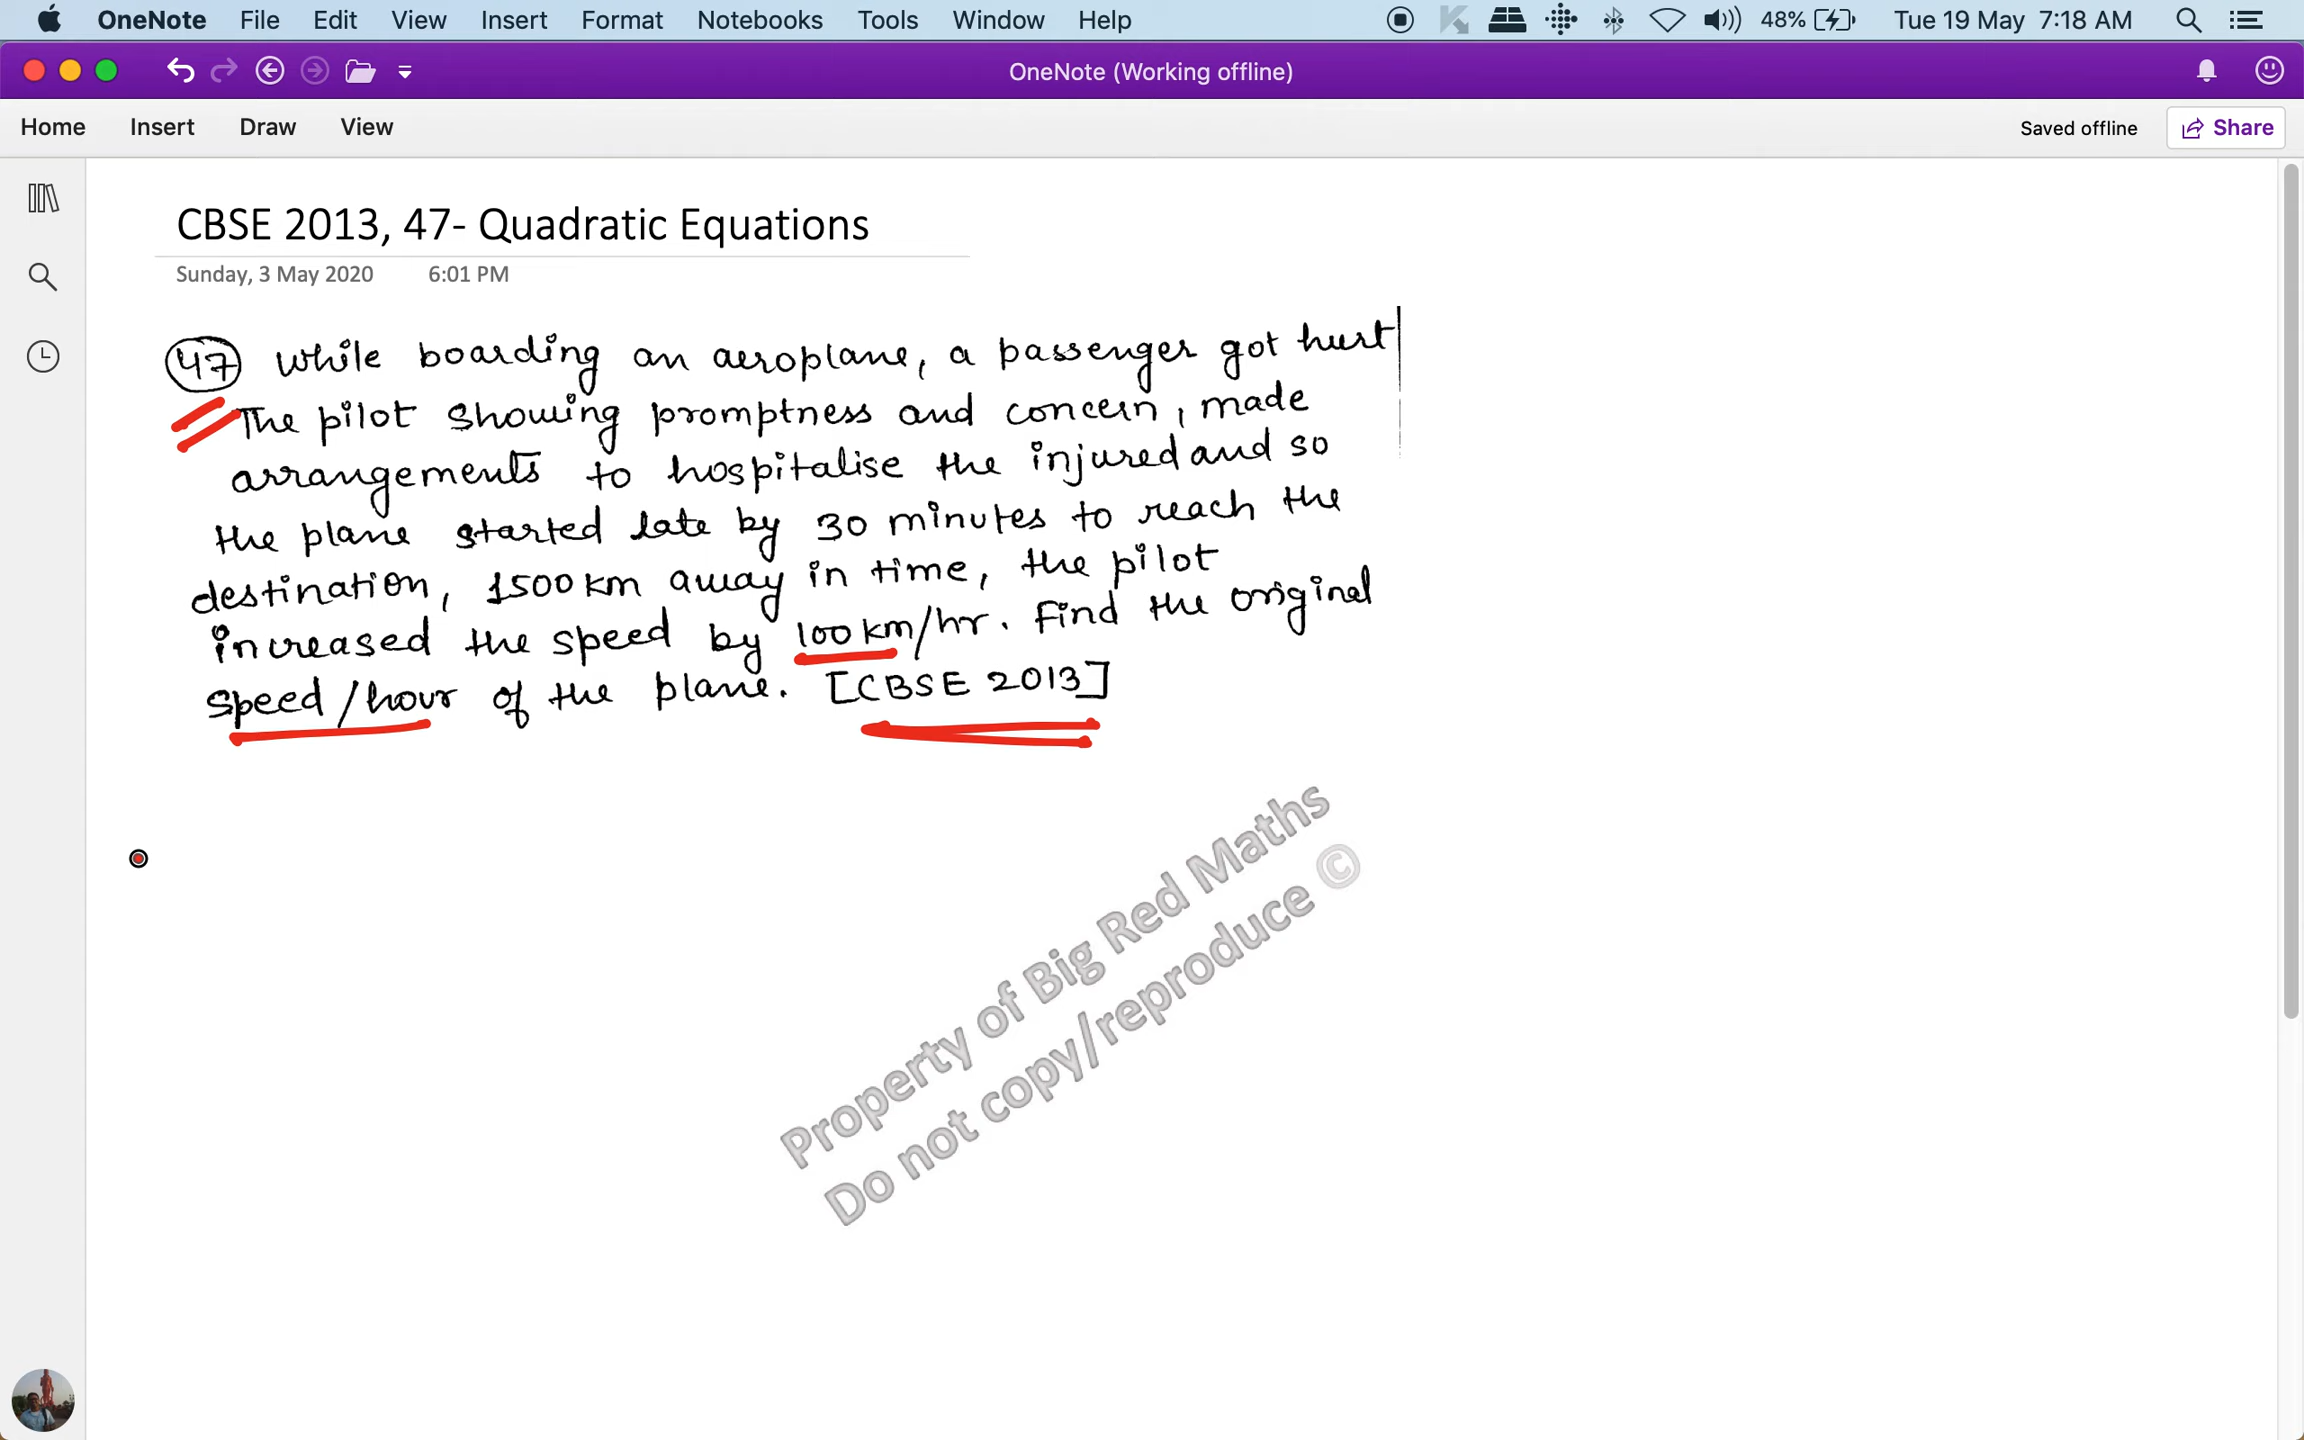 OneNote File Edit View Insert Format Notebooks Tools Window Help 48% Tue 19 May 7:18 AM
OneNote (Working offline)
Home Insert Draw View Saved offline Share
CBSE 2013, 47- Quadratic Equations
Sunday, 3 May 2020 6:01 PM
47 While boarding an aeroplane, a passenger got hurt
The pilot showing promptness and concern, made
arrangements to hospitalise the injured and so
the plane started late by 30 minutes to reach the
destination, 1500 km away in time, the pilot
increased the speed by 100 km/hr. Find the original
speed/hour of the plane. [CBSE 2013]
Property of Big Red Maths
Do not copy/reproduce ©